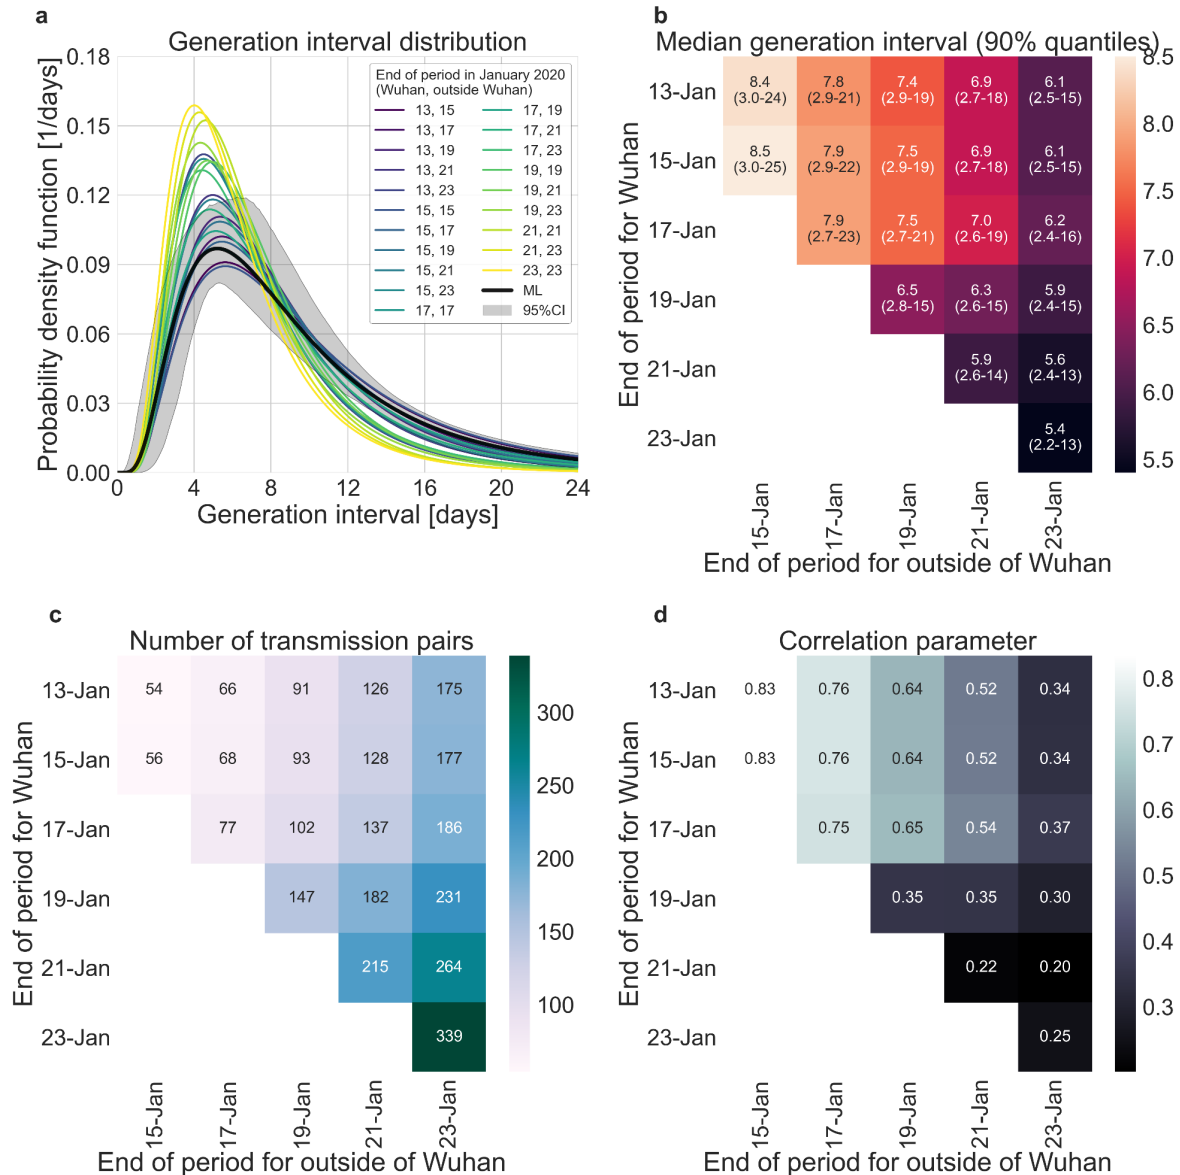 a
Generation interval distribution
Probability density function [1/days]
0.18
0.15
0.12
0.09
0.06
0.03
0.00
0 4 8 12 16 20 24
Generation interval [days]
End of period in January 2020
(Wuhan, outside Wuhan)
13, 15
13, 17
13, 19
13, 21
13, 23
15, 15
15, 17
15, 19
15, 21
15, 23
17, 17
17, 19
17, 21
17, 23
19, 19
19, 21
19, 23
21, 21
21, 23
23, 23
ML
95%CI
b
Median generation interval (90% quantiles)
End of period for Wuhan
13-Jan
8.4 7.8 7.4 6.9 6.1
(3.0-24) (2.9-21) (2.9-19) (2.7-18) (2.5-15)
15-Jan
8.5 7.9 7.5 6.9 6.1
(3.0-25) (2.9-22) (2.9-19) (2.7-18) (2.5-15)
17-Jan
7.9 7.5 7.0 6.2
(2.7-23) (2.7-21) (2.6-19) (2.4-16)
19-Jan
6.5 6.3 5.9
(2.8-15) (2.6-15) (2.4-15)
21-Jan
5.9 5.6
(2.6-14) (2.4-13)
23-Jan
5.4
(2.2-13)
15-Jan 17-Jan 19-Jan 21-Jan 23-Jan
End of period for outside of Wuhan
8.5
8.0
7.5
7.0
6.5
6.0
5.5
c
Number of transmission pairs
End of period for Wuhan
13-Jan 54 66 91 126 175
15-Jan 56 68 93 128 177
17-Jan 77 102 137 186
19-Jan 147 182 231
21-Jan 215 264
23-Jan 339
15-Jan 17-Jan 19-Jan 21-Jan 23-Jan
End of period for outside of Wuhan
300
250
200
150
100
d
Correlation parameter
End of period for Wuhan
13-Jan 0.83 0.76 0.64 0.52 0.34
15-Jan 0.83 0.76 0.64 0.52 0.34
17-Jan 0.75 0.65 0.54 0.37
19-Jan 0.35 0.35 0.30
21-Jan 0.22 0.20
23-Jan 0.25
15-Jan 17-Jan 19-Jan 21-Jan 23-Jan
End of period for outside of Wuhan
0.8
0.7
0.6
0.5
0.4
0.3